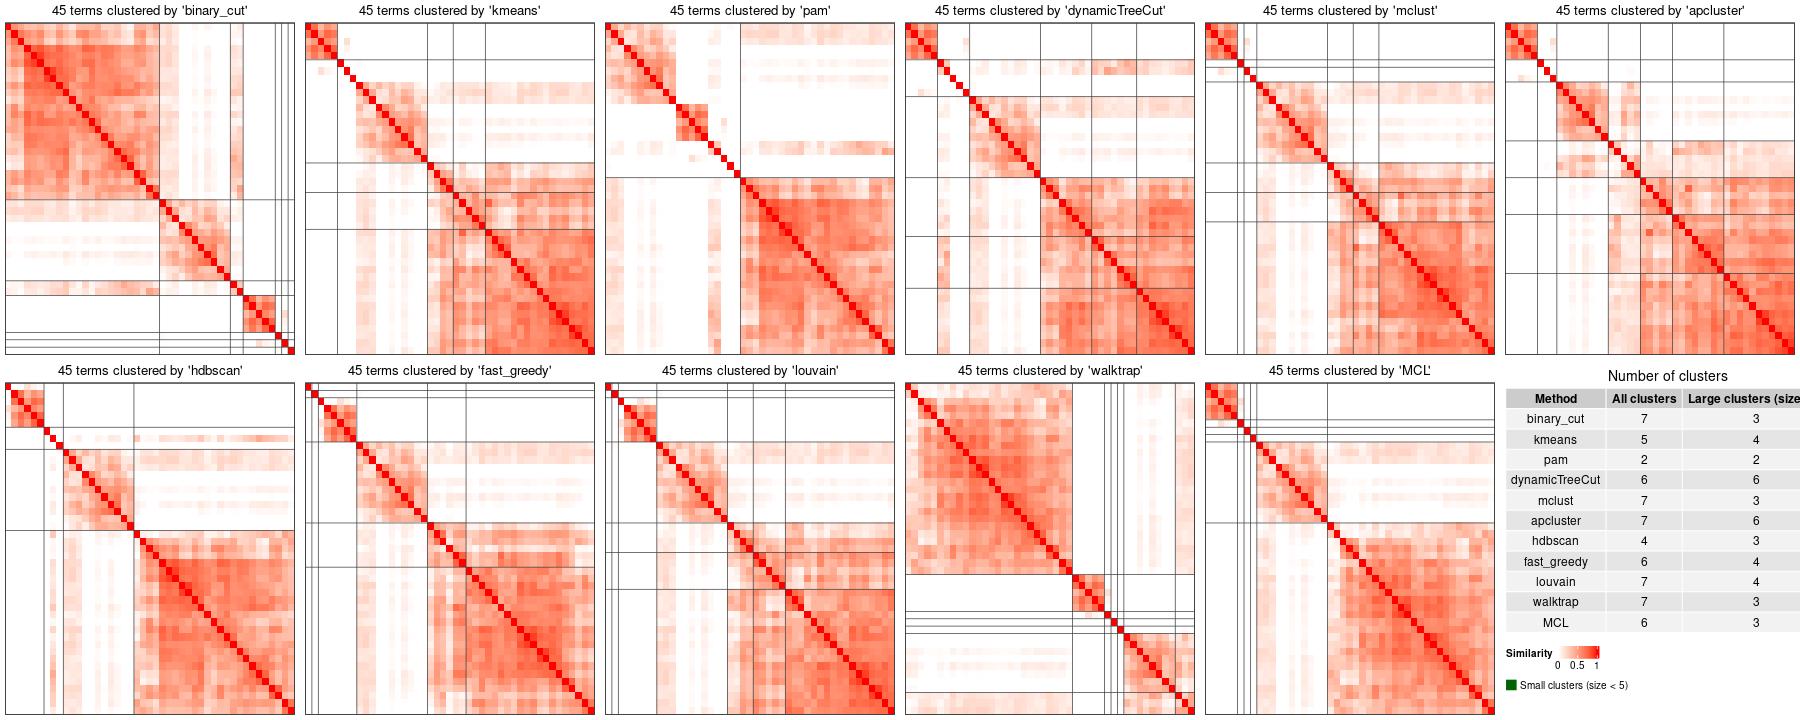 45 terms clustered by 'binary_cut'
45 terms clustered by 'kmeans'
45 terms clustered by 'pam'
45 terms clustered by 'dynamicTreeCut'
45 terms clustered by 'mclust'
45 terms clustered by 'apcluster'
45 terms clustered by 'hdbscan'
45 terms clustered by 'fast_greedy'
45 terms clustered by 'louvain'
45 terms clustered by 'walktrap'
45 terms clustered by 'MCL'
Number of clusters
Method All clusters Large clusters (size
binary_cut 7 3
kmeans 5 4
pam 2 2
dynamicTreeCut 6 6
mclust 7 3
apcluster 7 6
hdbscan 4 3
fast_greedy 6 4
louvain 7 4
walktrap 7 3
MCL 6 3
Similarity
0 0.5 1
Small clusters (size < 5)